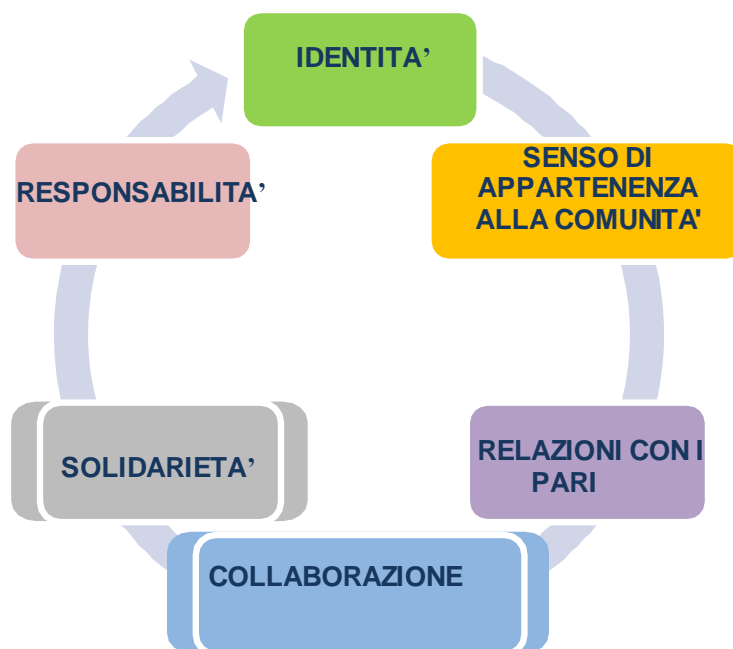 IDENTITA’
SENSO DI
APPARTENENZA
ALLA COMUNITA'
RELAZIONI CON I
PARI
COLLABORAZIONE
SOLIDARIETA’
RESPONSABILITA’